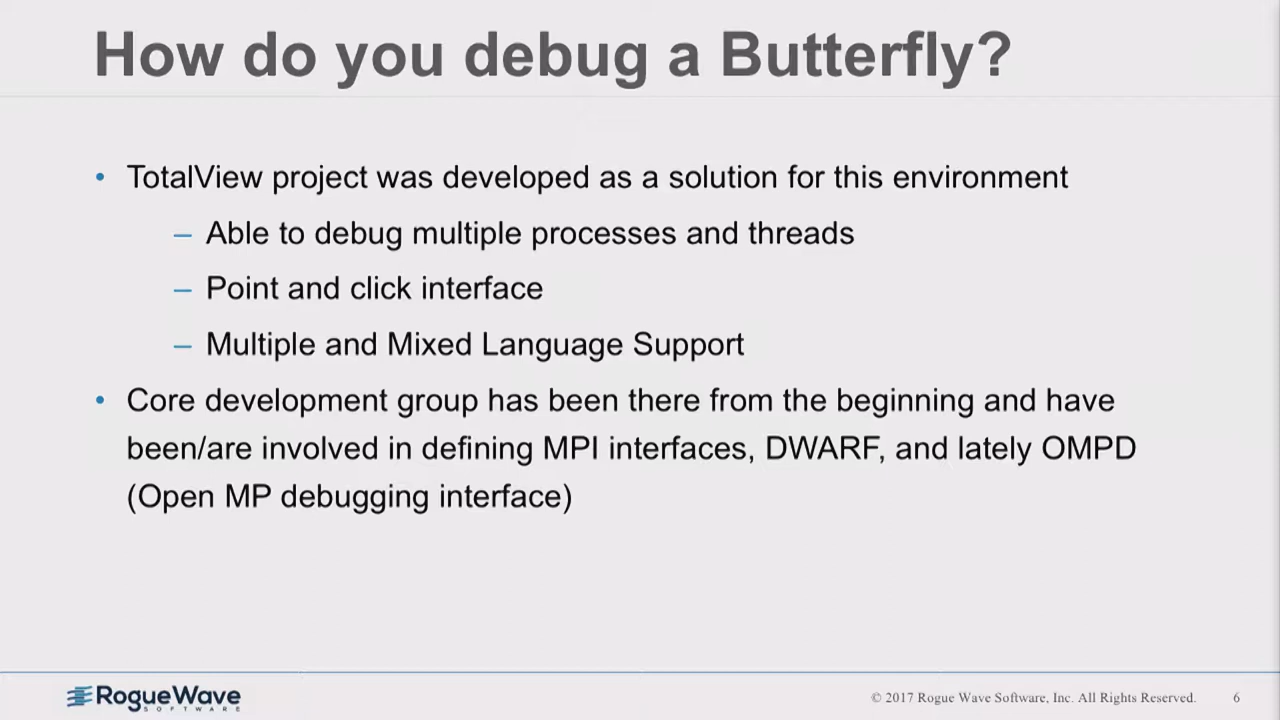 How do you debug a Butterfly?
• TotalView project was developed as a solution for this environment
– Able to debug multiple processes and threads
– Point and click interface
– Multiple and Mixed Language Support
• Core development group has been there from the beginning and have
been/are involved in defining MPI interfaces, DWARF, and lately OMPD
(Open MP debugging interface)
RogueWave
SOFTWARE
© 2017 Rogue Wave Software, Inc. All Rights Reserved. 6